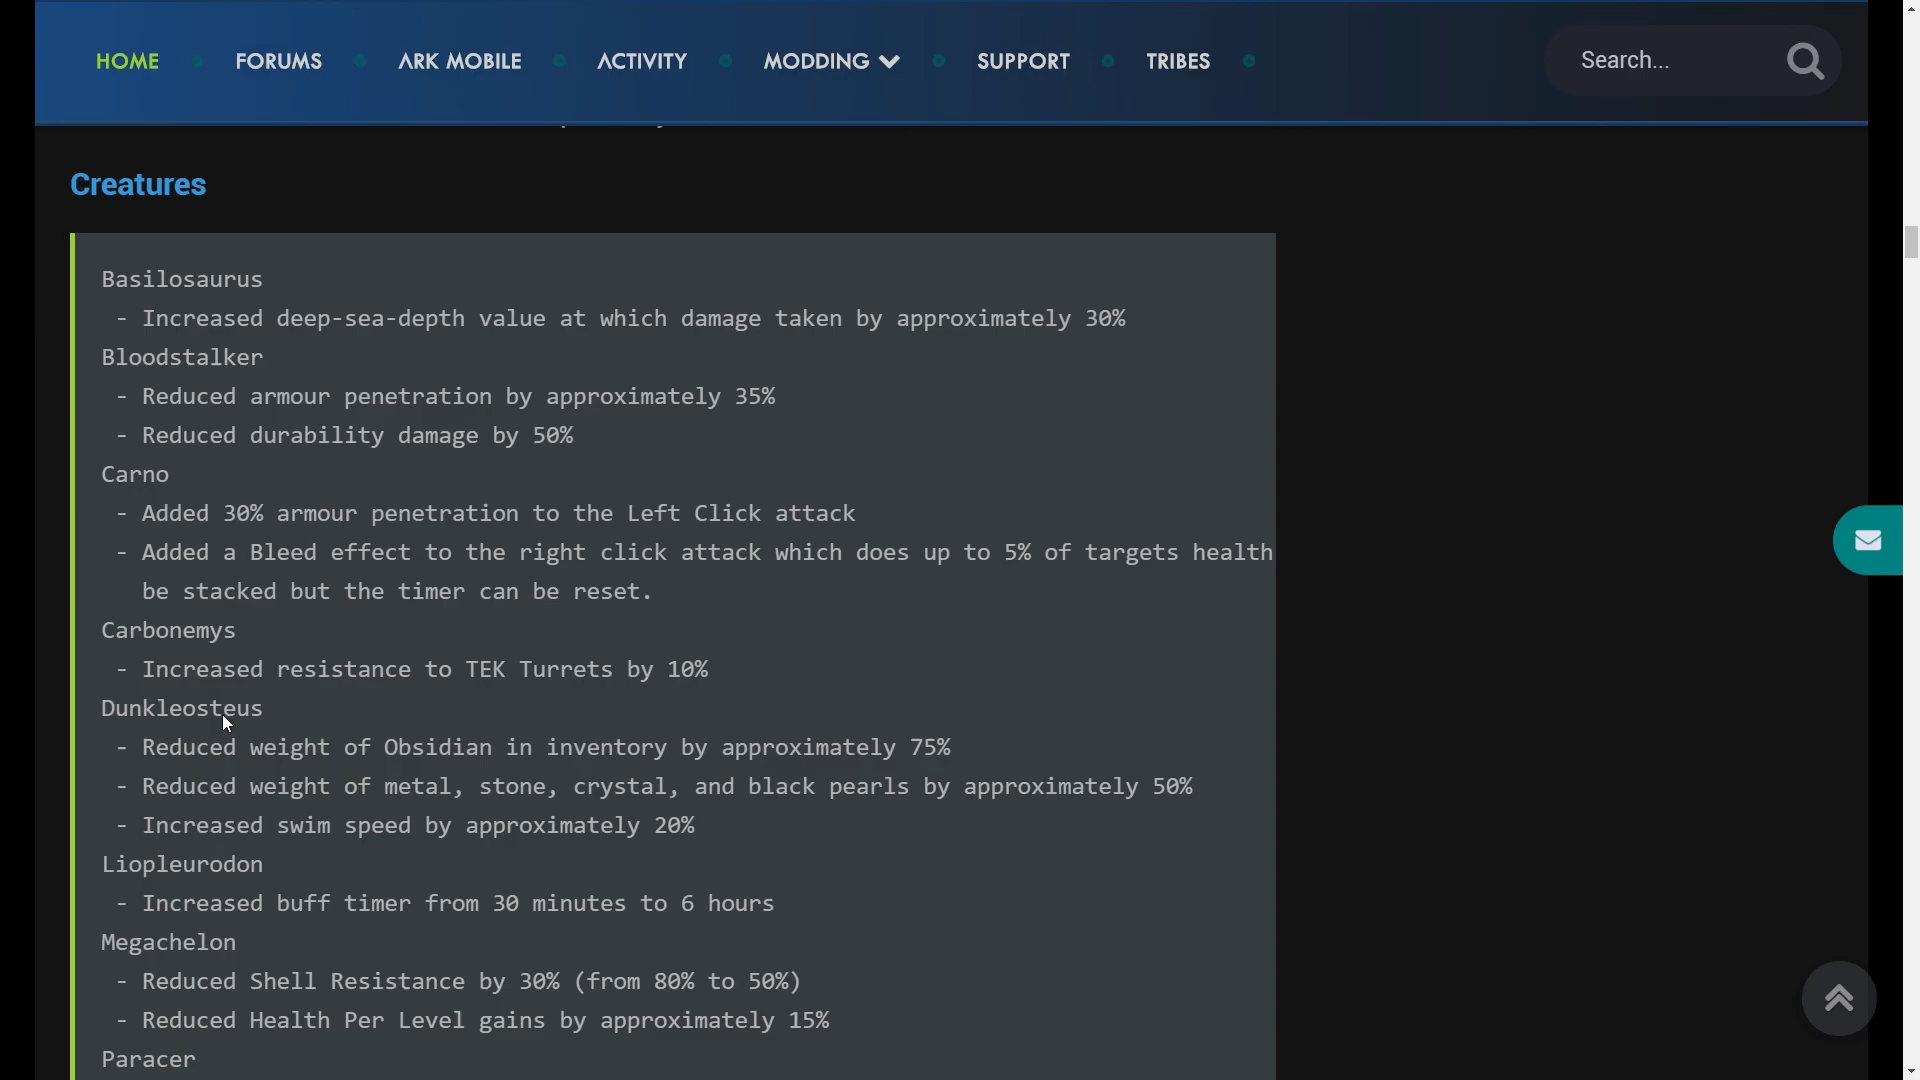 HOME FORUMS ARK MOBILE ACTIVITY MODDING SUPPORT TRIBES Search...
Creatures
Basilosaurus
- Increased deep-sea-depth value at which damage taken by approximately 30%
Bloodstalker
- Reduced armour penetration by approximately 35%
- Reduced durability damage by 50%
Carno
- Added 30% armour penetration to the Left Click attack
- Added a Bleed effect to the right click attack which does up to 5% of targets health
be stacked but the timer can be reset.
Carbonemys
- Increased resistance to TEK Turrets by 10%
Dunkleosteus
- Reduced weight of Obsidian in inventory by approximately 75%
- Reduced weight of metal, stone, crystal, and black pearls by approximately 50%
- Increased swim speed by approximately 20%
Liopleurodon
- Increased buff timer from 30 minutes to 6 hours
Megachelon
- Reduced Shell Resistance by 30% (from 80% to 50%)
- Reduced Health Per Level gains by approximately 15%
Paracer